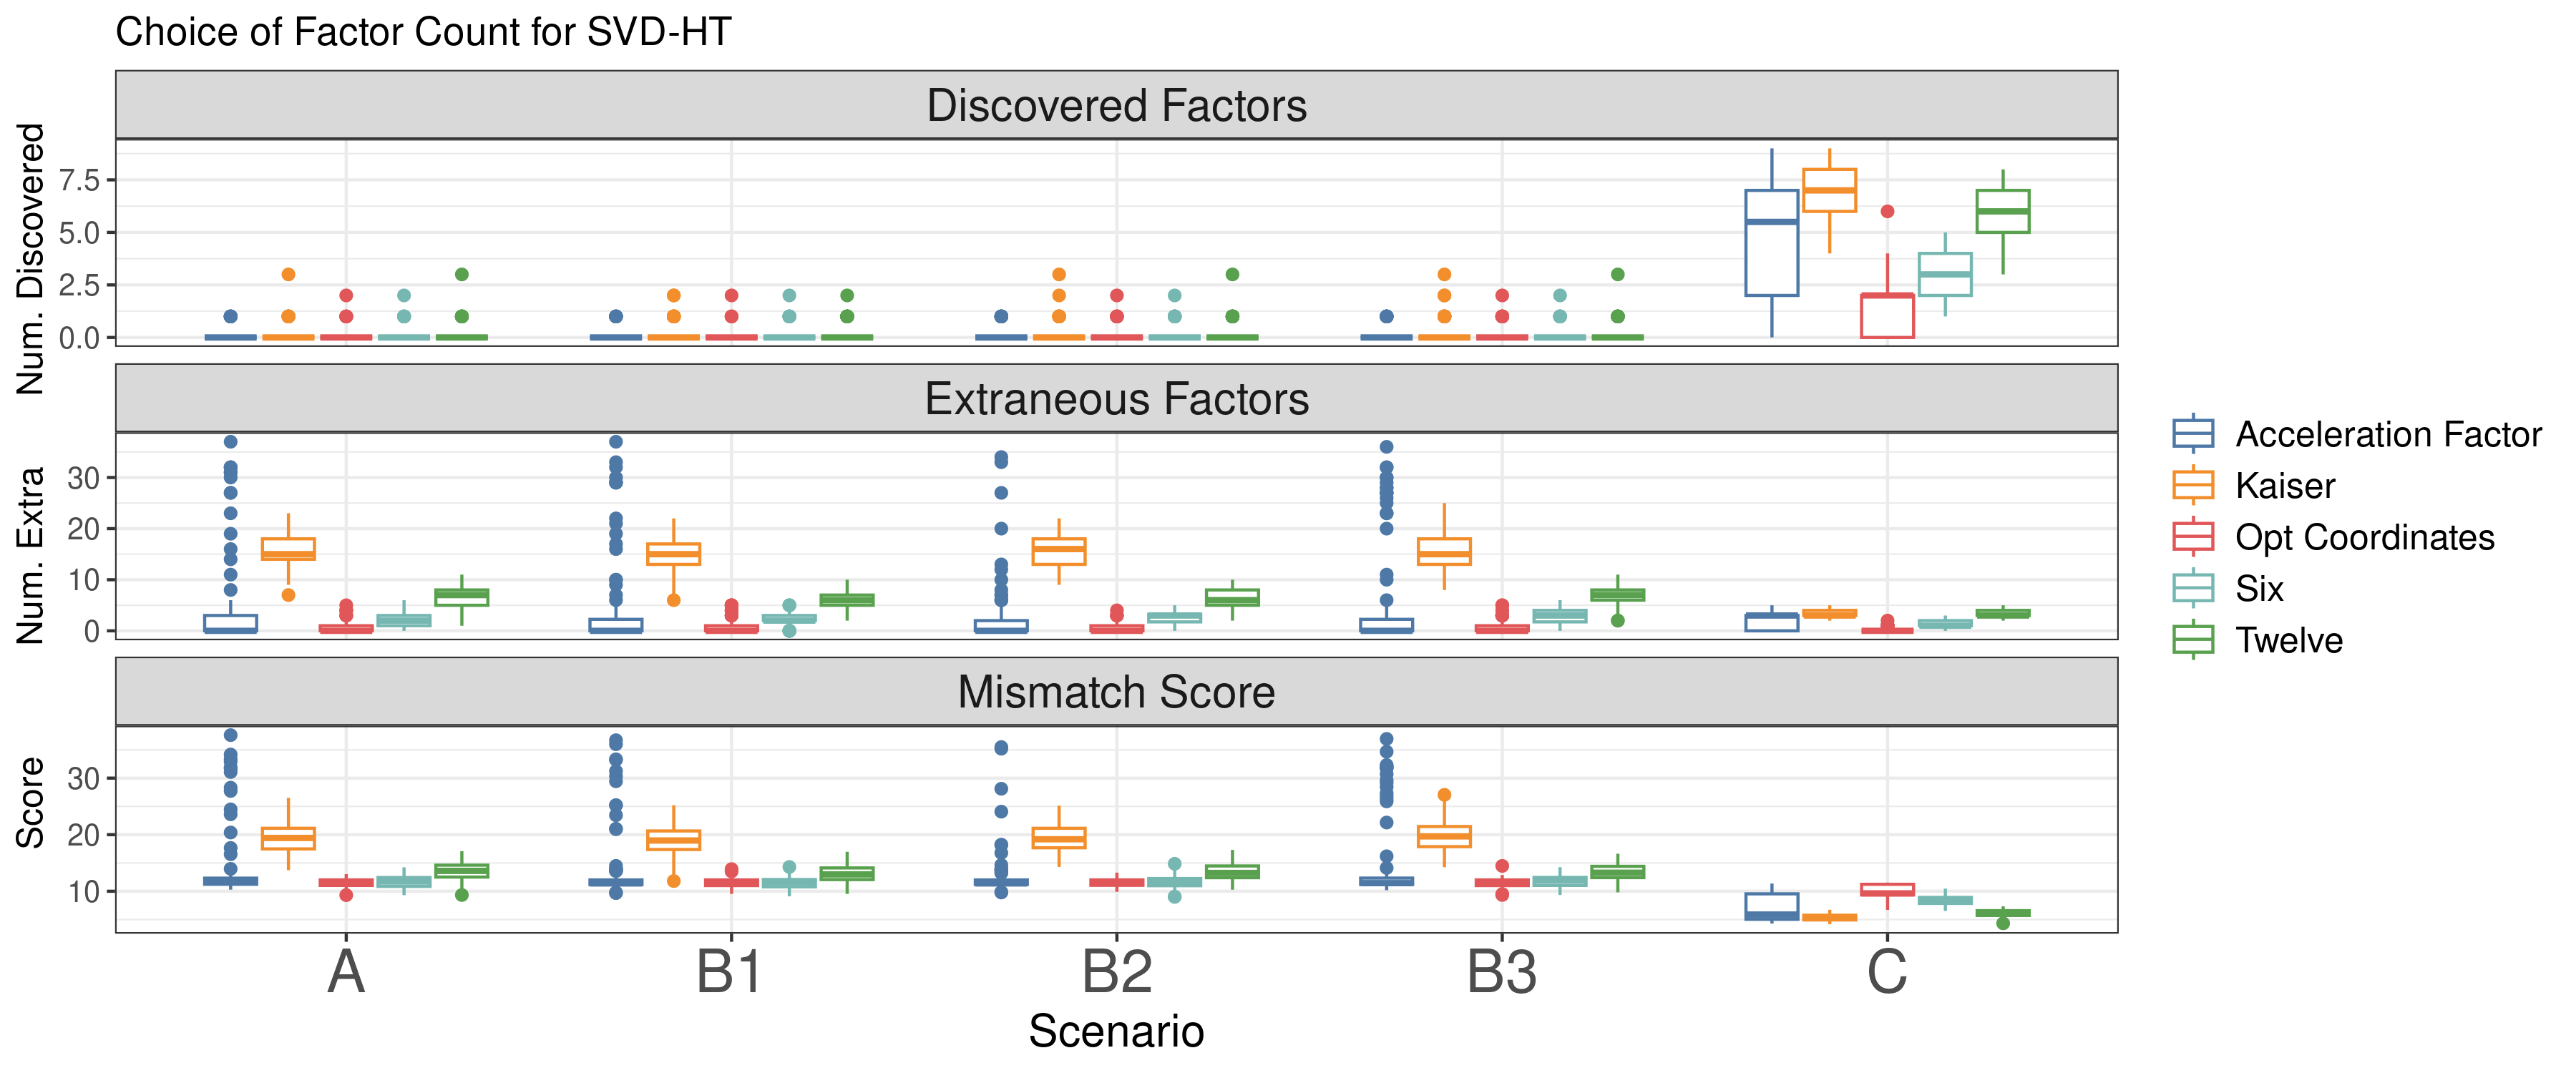 Choice of Factor Count for SVD-HT
Discovered Factors
Num. Discovered
7.5
5.0
2.5
0.0
Extraneous Factors
Num. Extra
30
20
10
0
Mismatch Score
Score
30
20
10
A B1 B2 B3 C
Scenario
Acceleration Factor
Kaiser
Opt Coordinates
Six
Twelve